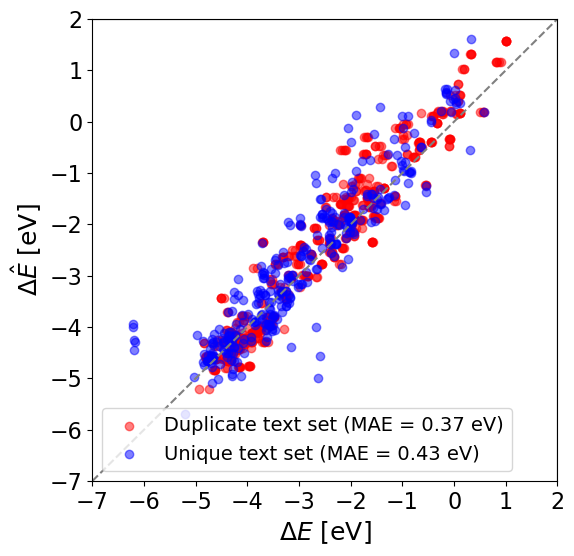 2
1
0
−1
−2
−3
−4
−5
−6
−7
ΔÊ [eV]
Duplicate text set (MAE = 0.37 eV)
Unique text set (MAE = 0.43 eV)
−7 −6 −5 −4 −3 −2 −1 0 1 2
ΔE [eV]